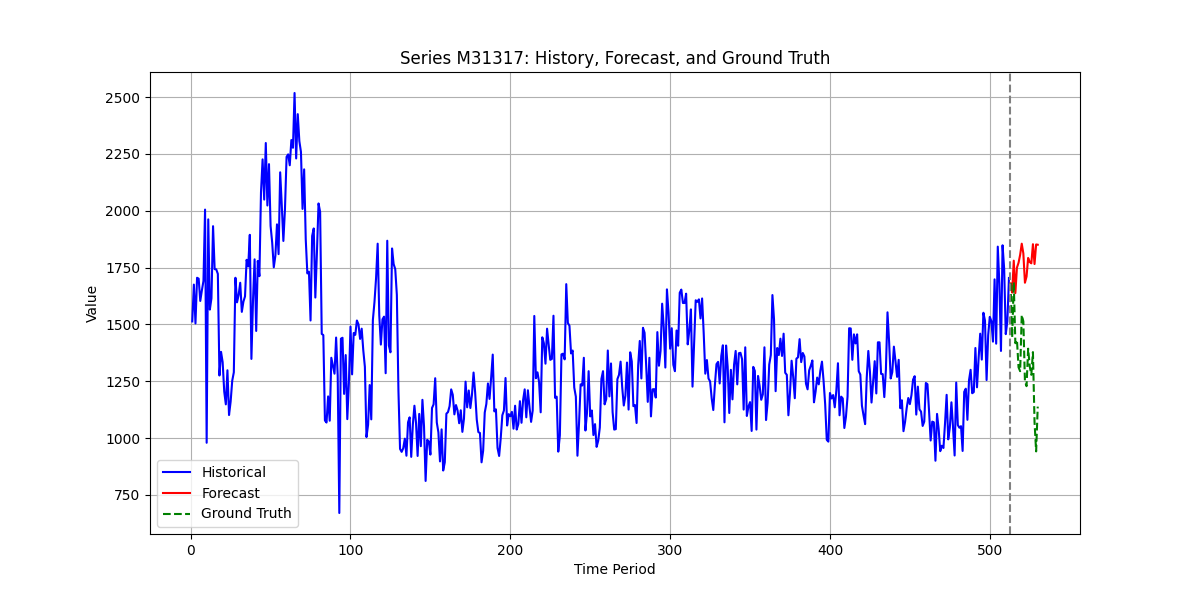 Series M31317: History, Forecast, and Ground Truth
Value
2500
2250
2000
1750
1500
1250
1000
750
Historical
Forecast
Ground Truth
0 100 200 300 400 500
Time Period